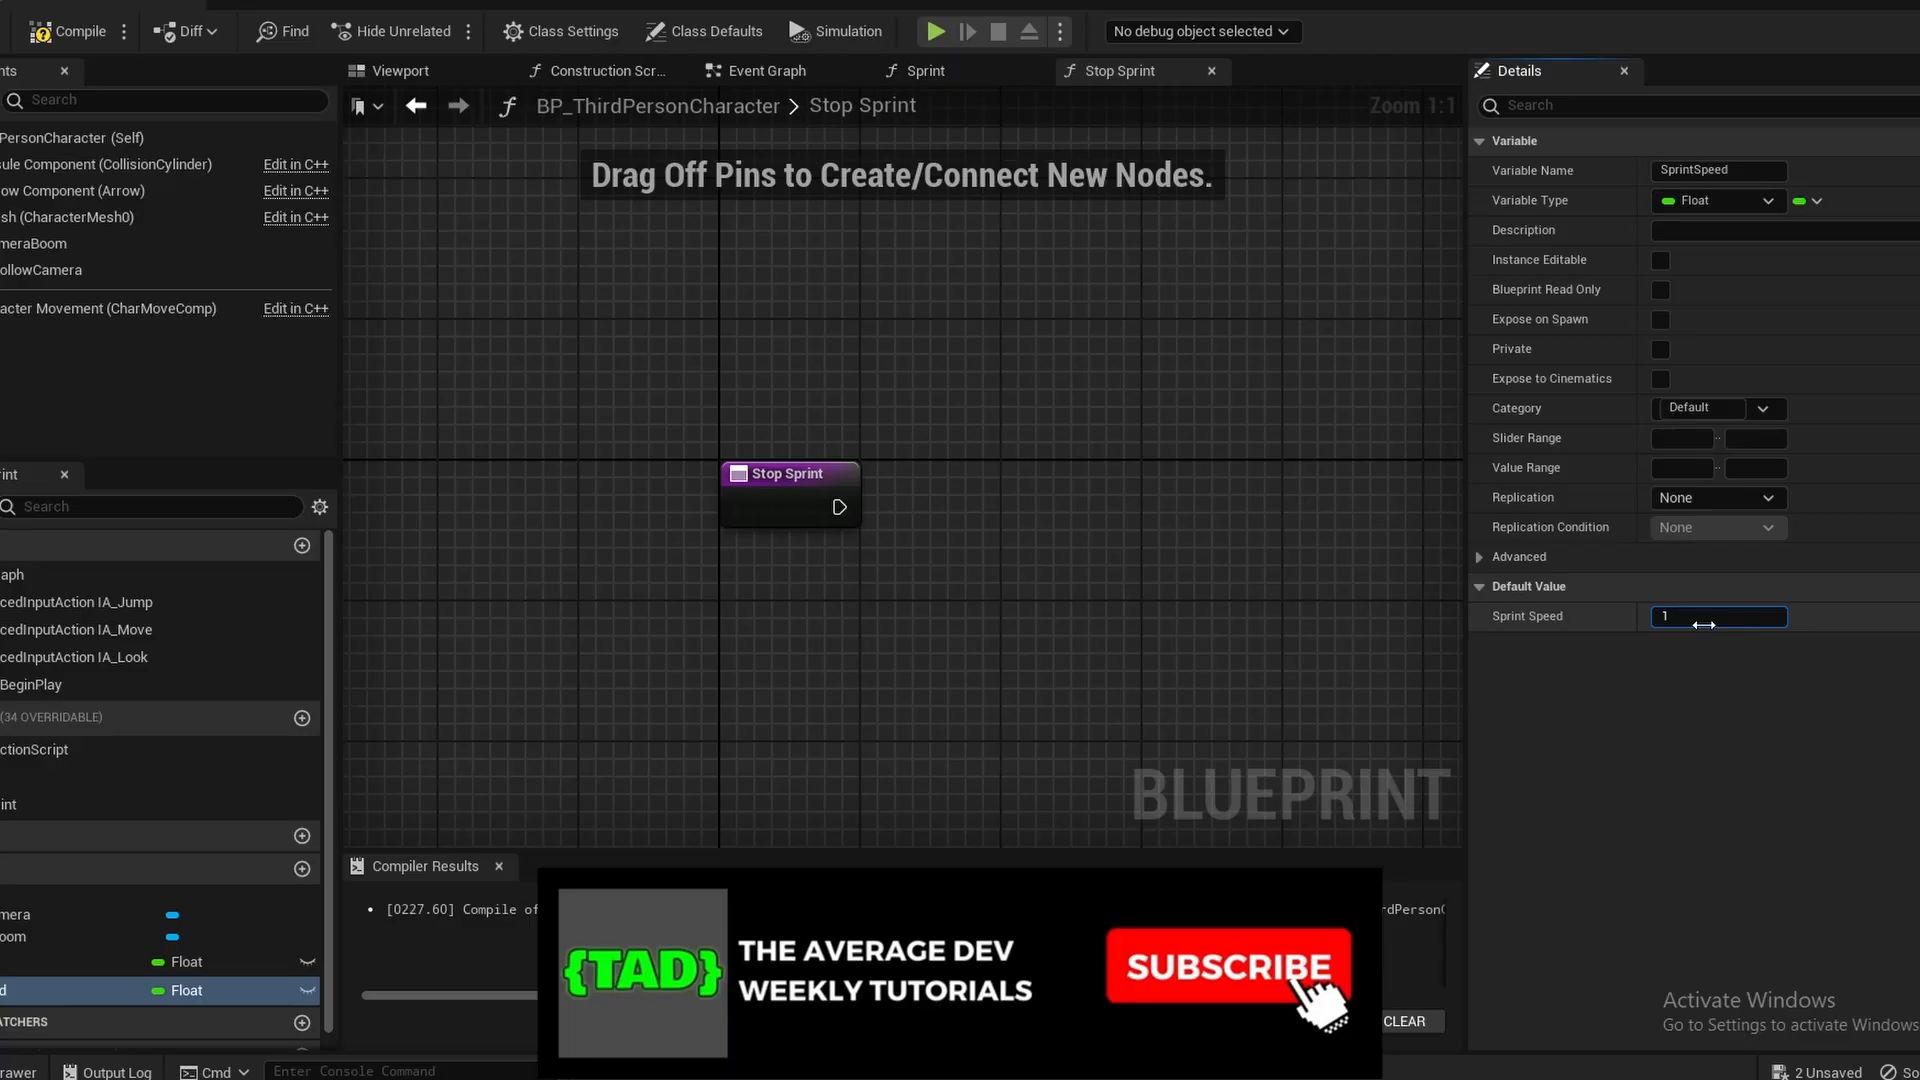 Compile
Diff
Find
Hide Unrelated
Class Settings
Class Defaults
Simulation
No debug object selected
nts
Viewport
Construction Scr...
Event Graph
Sprint
Stop Sprint
Details
Search
BP_ThirdPersonCharacter > Stop Sprint
Zoom 1:1
Search
PersonCharacter (Self)
sule Component (CollisionCylinder) Edit in C++
ow Component (Arrow) Edit in C++
sh (CharacterMesh0) Edit in C++
meraBoom
ollowCamera
acter Movement (CharMoveComp) Edit in C++
Drag Off Pins to Create/Connect New Nodes.
Stop Sprint
BLUEPRINT
Variable
Variable Name SprintSpeed
Variable Type Float
Description
Instance Editable
Blueprint Read Only
Expose on Spawn
Private
Expose to Cinematics
Category Default
Slider Range
Value Range
Replication None
Replication Condition None
Advanced
Default Value
Sprint Speed 1
int
Search
aph
cedInputAction IA_Jump
cedInputAction IA_Move
cedInputAction IA_Look
BeginPlay
(34 OVERRIDABLE)
ctionScript
int
mera
oom
Float
d Float
ATCHERS
Compiler Results
[0227.60] Compile of
rdPersonC
{TAD}
THE AVERAGE DEV
WEEKLY TUTORIALS
SUBSCRIBE
CLEAR
Activate Windows
Go to Settings to activate Windows
rawer
Output Log
Cmd
Enter Console Command
2 Unsaved
So